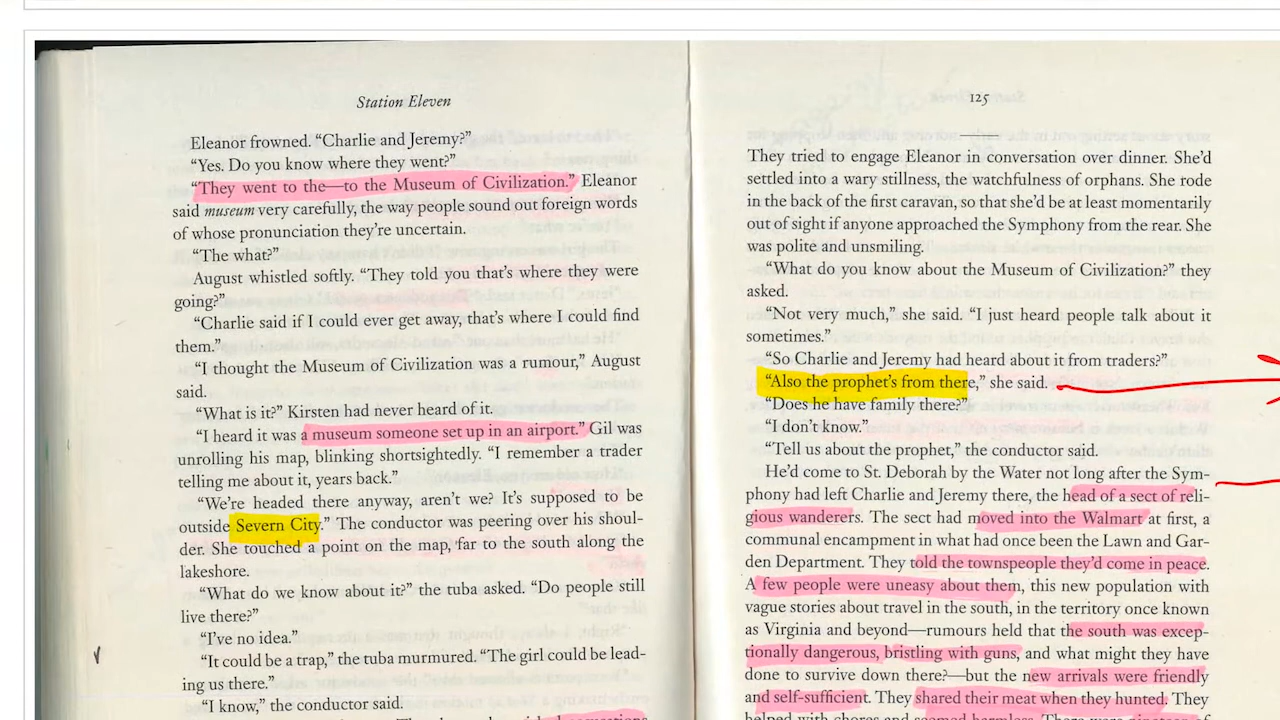 Station Eleven
Eleanor frowned. “Charlie and Jeremy?”
“Yes. Do you know where they went?”
“They went to the—to the Museum of Civilization.” Eleanor
said museum very carefully, the way people sound out foreign words
of whose pronunciation they’re uncertain.
“The what?”
August whistled softly. “They told you that’s where they were
going?”
“Charlie said if I could ever get away, that’s where I could find
them.”
“I thought the Museum of Civilization was a rumour,” August
said.
“What is it?” Kirsten had never heard of it.
“I heard it was a museum someone set up in an airport.” Gil was
unrolling his map, blinking shortsightedly. “I remember a trader
telling me about it, years back.”
“We’re headed there anyway, aren’t we? It’s supposed to be
outside Severn City.” The conductor was peering over his shoul-
der. She touched a point on the map, far to the south along the
lakeshore.
“What do we know about it?” the tuba asked. “Do people still
live there?”
“I’ve no idea.”
“It could be a trap,” the tuba murmured. “The girl could be lead-
ing us there.”
“I know,” the conductor said.
125
They tried to engage Eleanor in conversation over dinner. She’d
settled into a wary stillness, the watchfulness of orphans. She rode
in the back of the first caravan, so that she’d be at least momentarily
out of sight if anyone approached the Symphony from the rear. She
was polite and unsmiling.
“What do you know about the Museum of Civilization?” they
asked.
“Not very much,” she said. “I just heard people talk about it
sometimes.”
“So Charlie and Jeremy had heard about it from traders?”
“Also the prophet’s from there,” she said.
“Does he have family there?”
“I don’t know.”
“Tell us about the prophet,” the conductor said.
He’d come to St. Deborah by the Water not long after the Sym-
phony had left Charlie and Jeremy there, the head of a sect of reli-
gious wanderers. The sect had moved into the Walmart at first, a
communal encampment in what had once been the Lawn and Gar-
den Department. They told the townspeople they’d come in peace.
A few people were uneasy about them, this new population with
vague stories about travel in the south, in the territory once known
as Virginia and beyond—rumours held that the south was excep-
tionally dangerous, bristling with guns, and what might they have
done to survive down there?—but the new arrivals were friendly
and self-sufficient. They shared their meat when they hunted. They
helped with chores and seemed harmless. There were